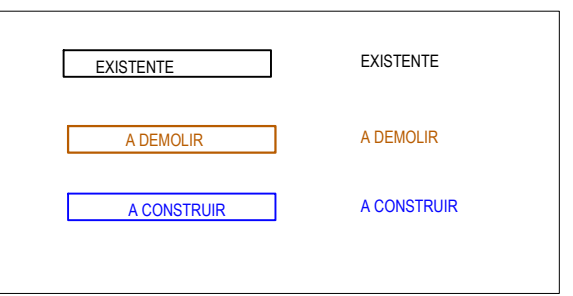 EXISTENTE EXISTENTE
A DEMOLIR A DEMOLIR
A CONSTRUIR A CONSTRUIR